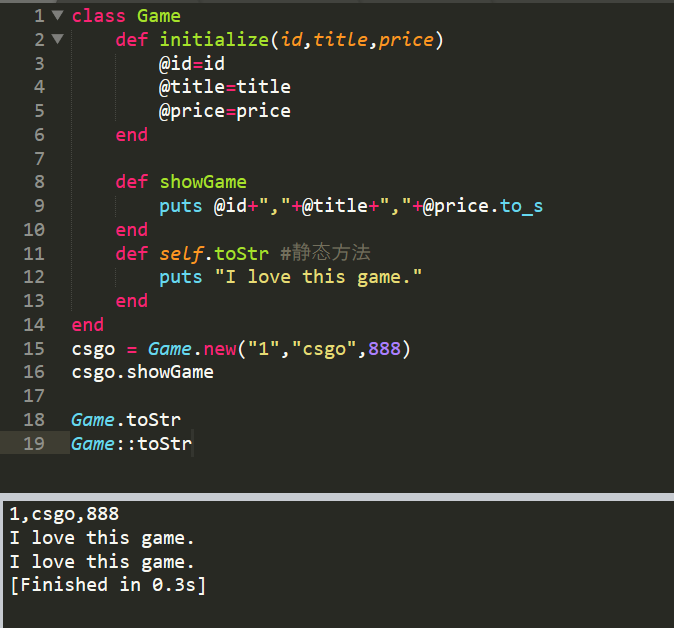 1 class Game
2 def initialize(id,title,price)
3 @id=id
4 @title=title
5 @price=price
6 end
7
8 def showGame
9 puts @id+","+@title+","+@price.to_s
10 end
11 def self.toStr #静态方法
12 puts "I love this game."
13 end
14 end
15 csgo = Game.new("1","csgo",888)
16 csgo.showGame
17
18 Game.toStr
19 Game::toStr
1,csgo,888
I love this game.
I love this game.
[Finished in 0.3s]